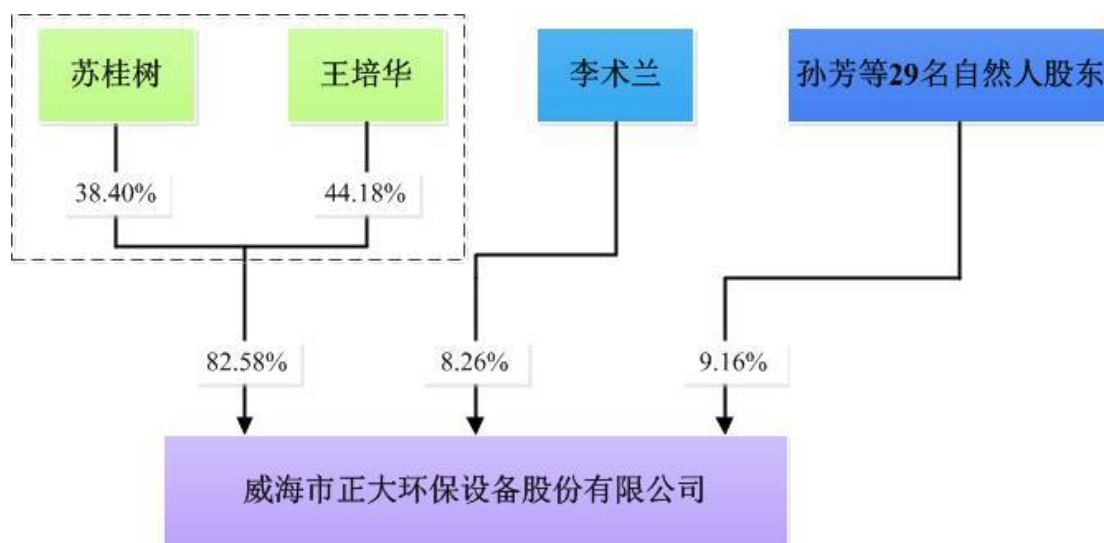 苏桂树
王培华
李术兰
孙芳等29名自然人股东
38.40%
44.18%
82.58%
8.26%
9.16%
威海市正大环保设备股份有限公司